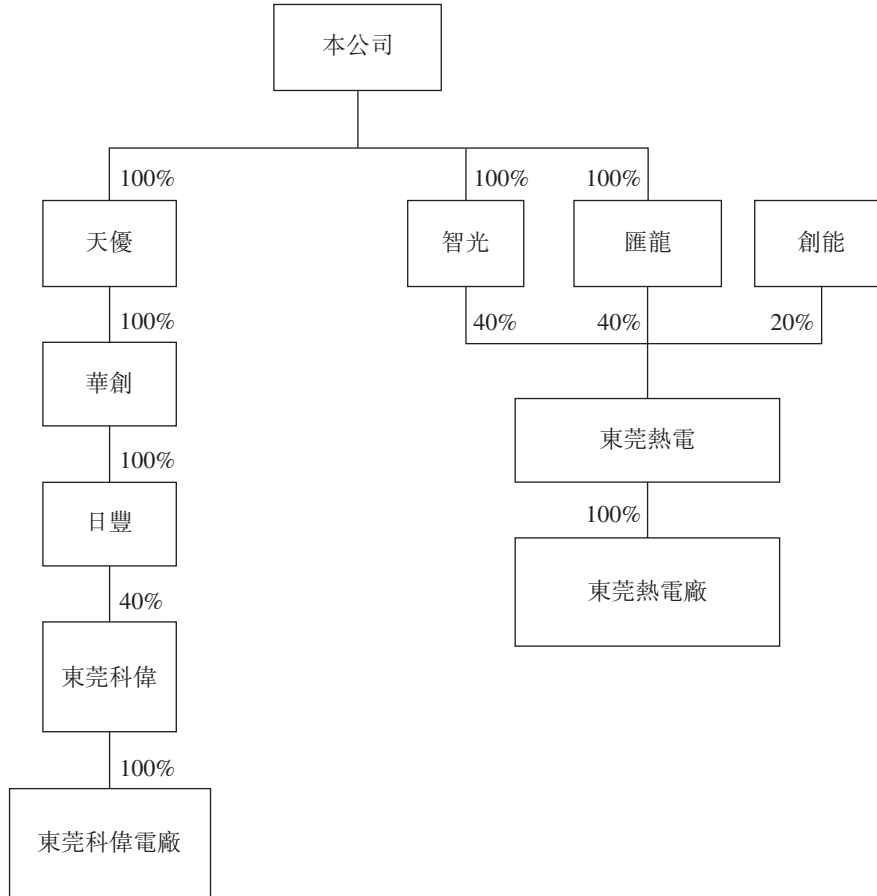 本公司
100%
100%
100%
天優
智光
匯龍
創能
100%
40%
40%
20%
華創
東莞熱電
100%
100%
日豐
東莞熱電廠
40%
東莞科偉
100%
東莞科偉電廠